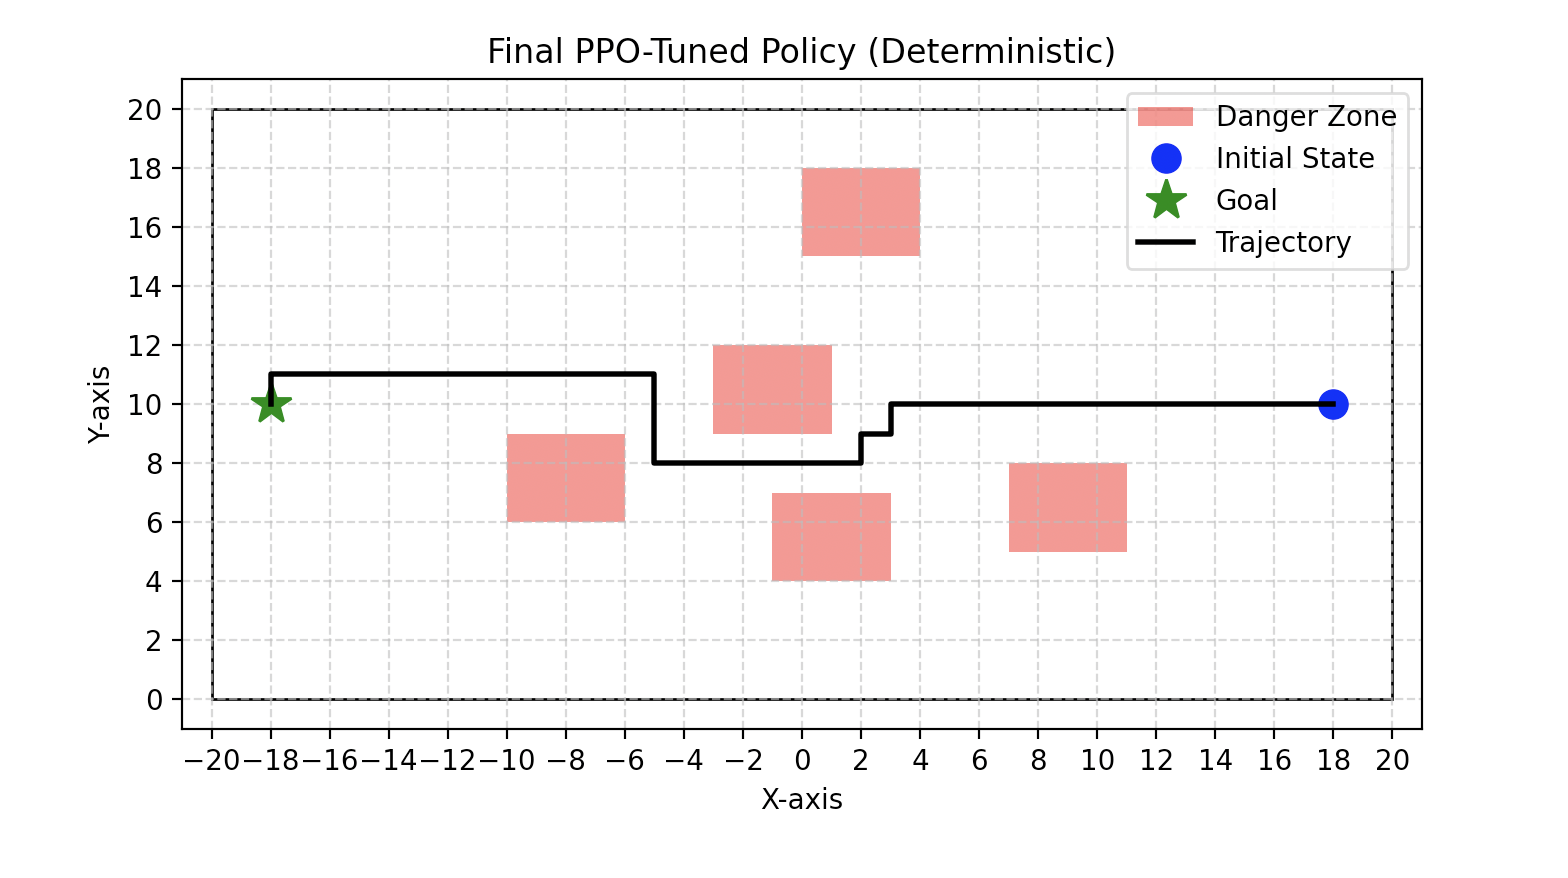 Final PPO-Tuned Policy (Deterministic)
Danger Zone
Initial State
Goal
Trajectory
20
18
16
14
12
10
8
6
4
2
0
Y-axis
−20 −18 −16 −14 −12 −10 −8 −6 −4 −2 0 2 4 6 8 10 12 14 16 18 20
X-axis